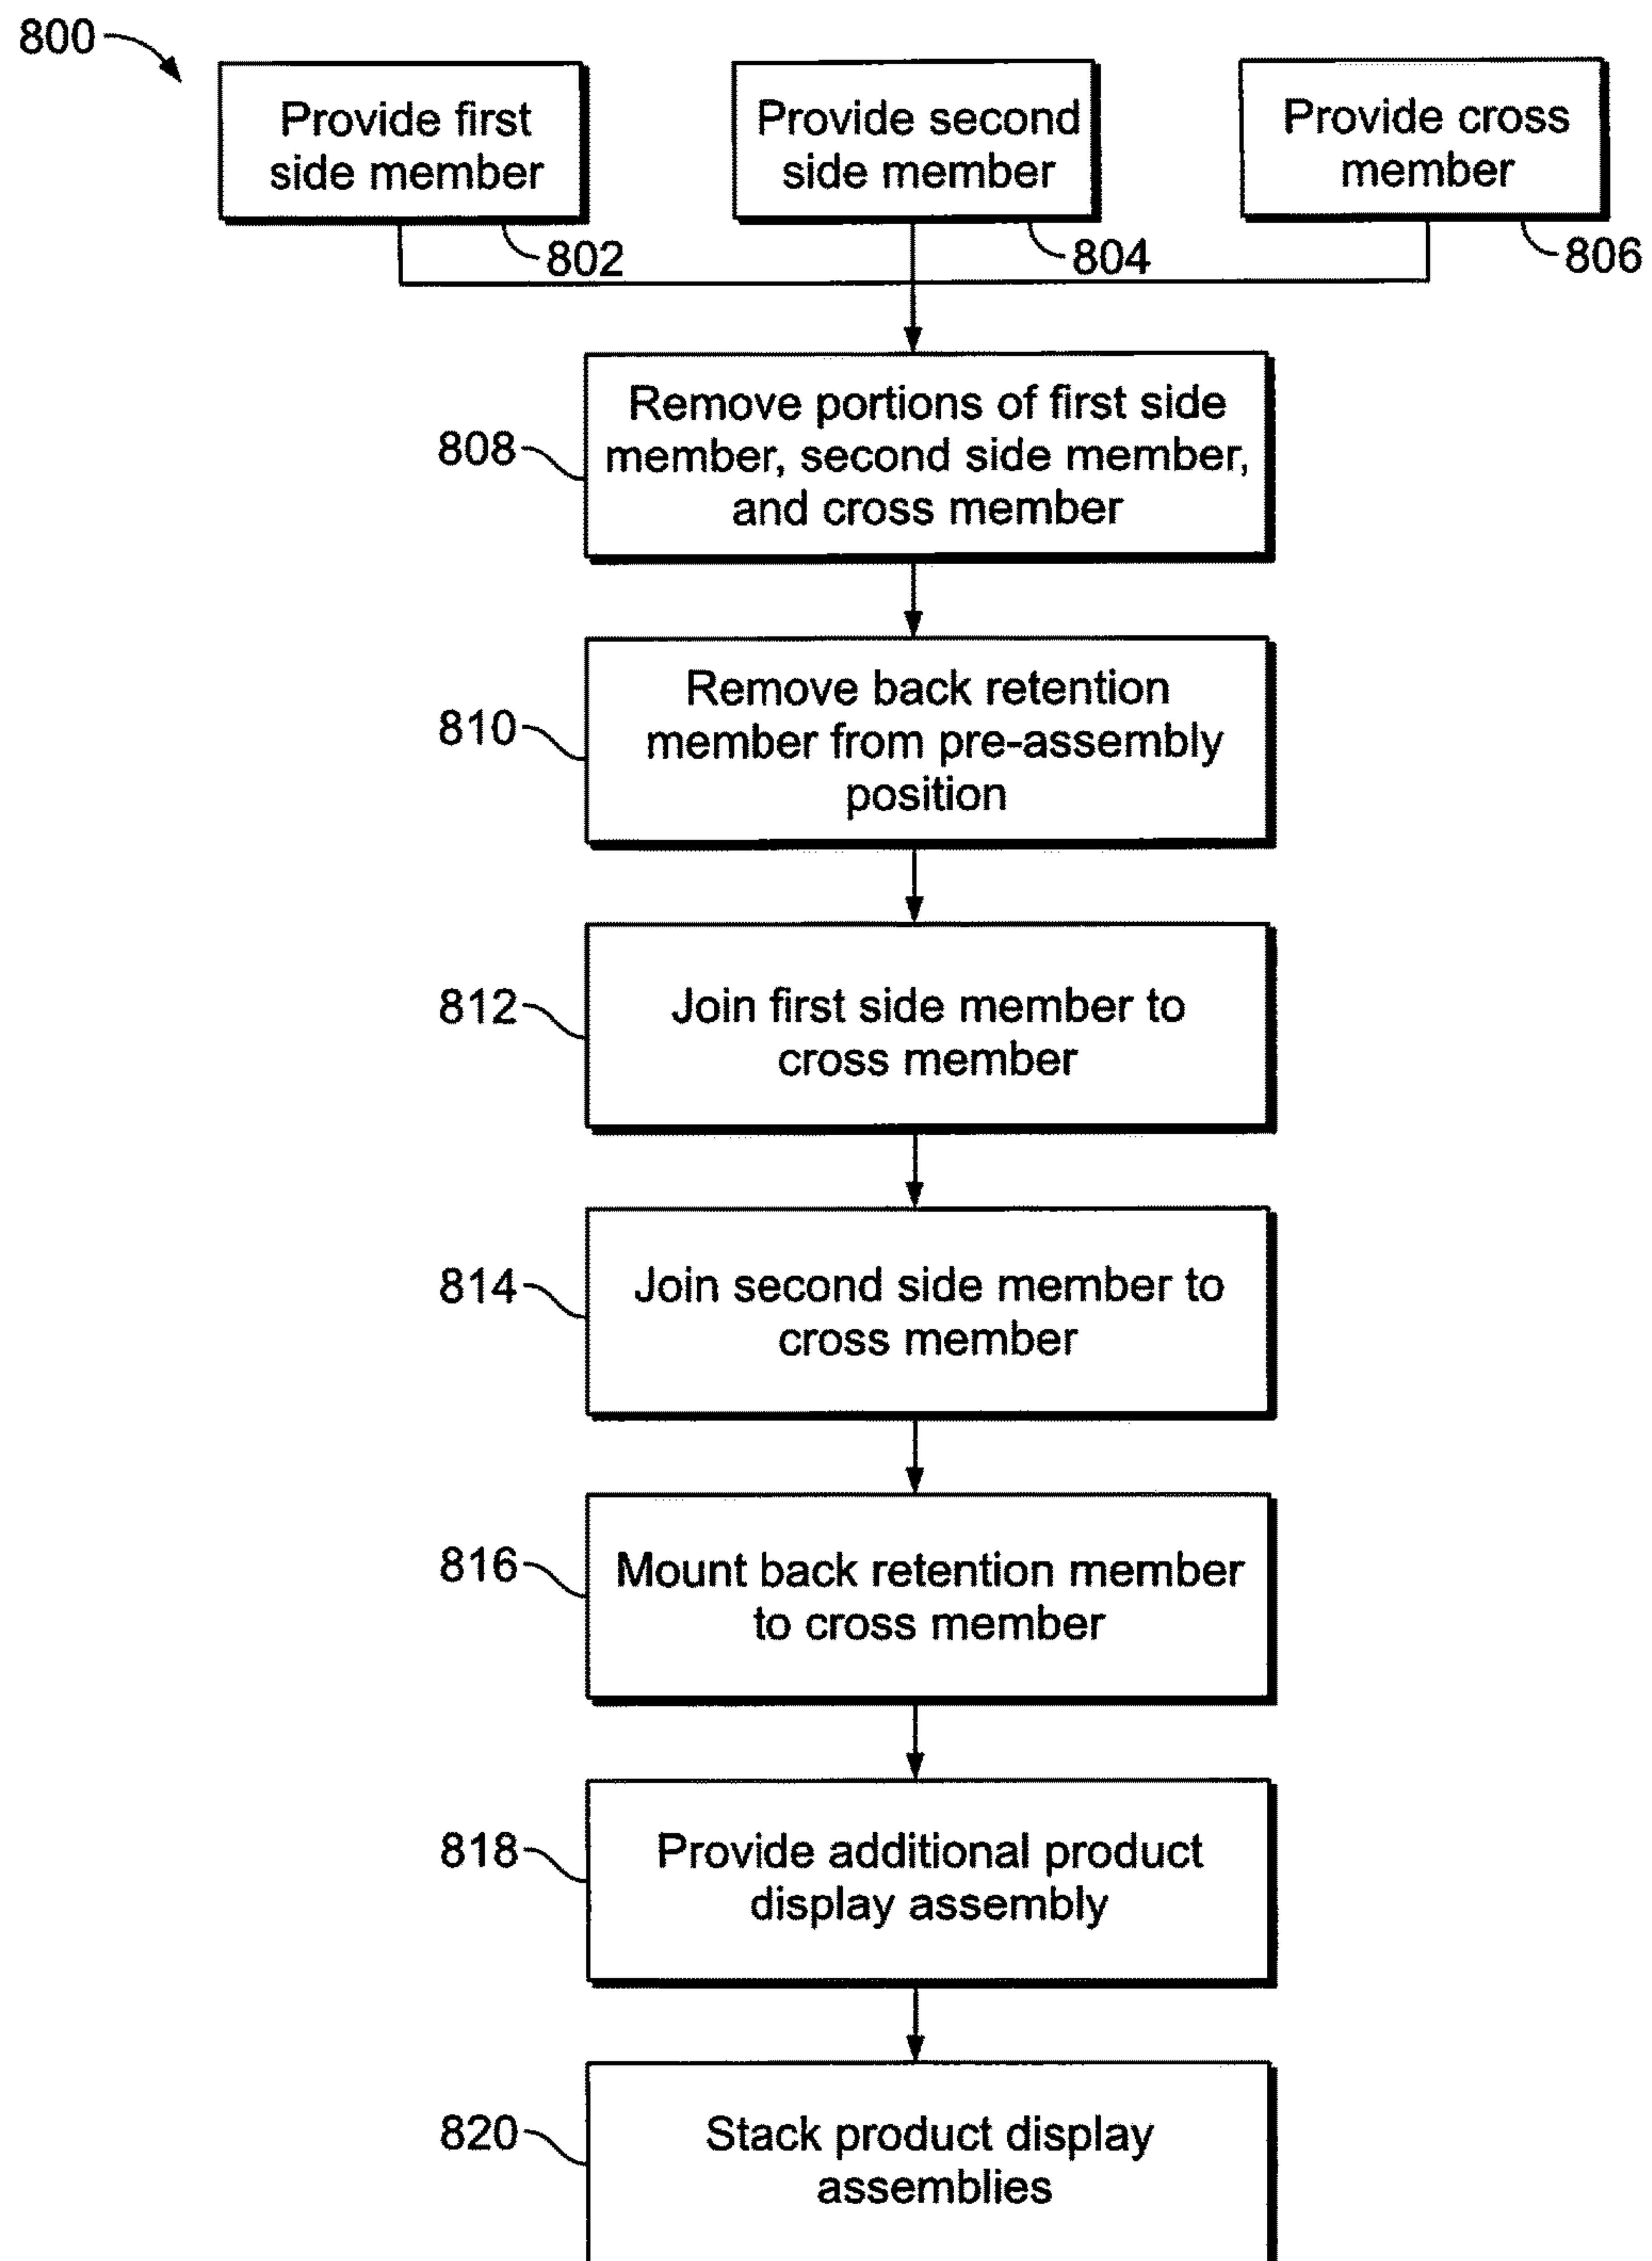 800
Provide first
side member
802
Provide second
side member
804
Provide cross
member
806
808
Remove portions of first side
member, second side member,
and cross member
810
Remove back retention
member from pre-assembly
position
812
Join first side member to
cross member
814
Join second side member to
cross member
816
Mount back retention member
to cross member
818
Provide additional product
display assembly
820
Stack product display
assemblies